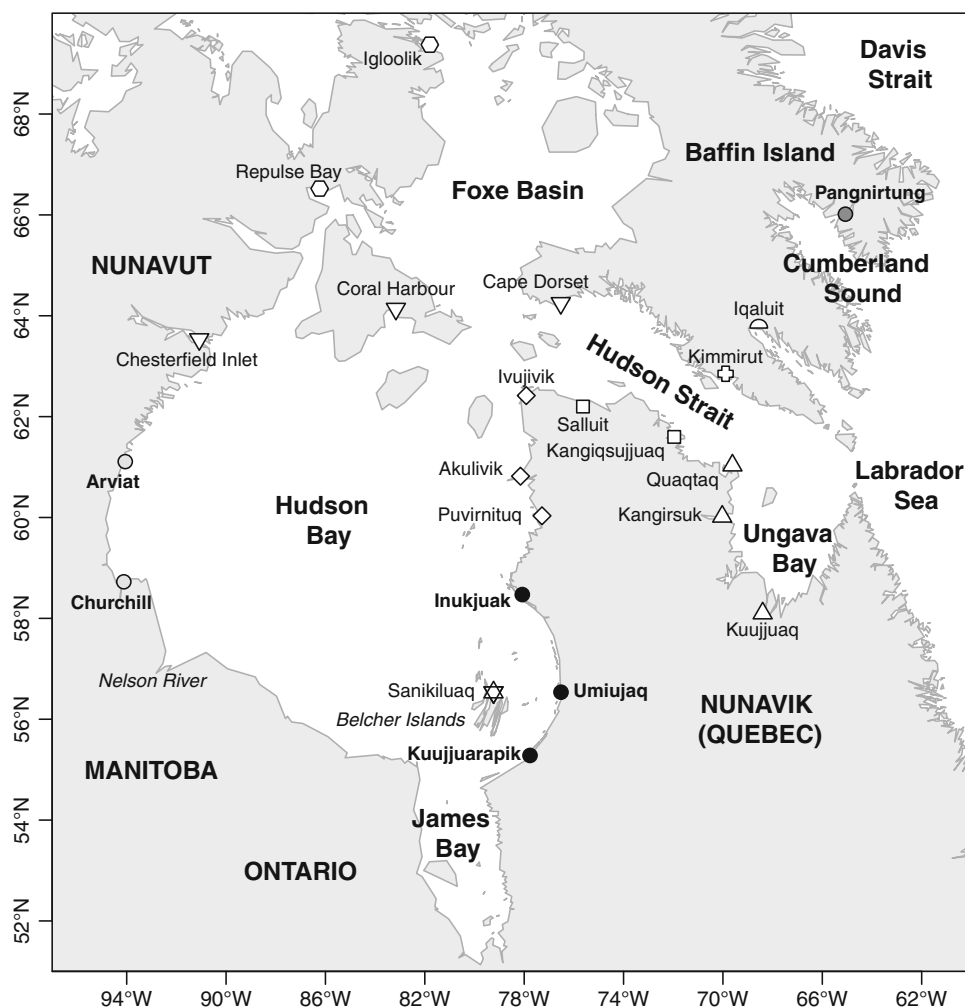 Davis
Strait
Igloolik
Baffin Island
Repulse Bay
Foxe Basin
Pangnirtung
NUNAVUT
Cumberland
Sound
Coral Harbour
Cape Dorset
Iqaluit
Chesterfield Inlet
Hudson Strait
Kimmirut
Ivujivik
Salluit
Kangiqsujjuaq
Arviat
Akulivik
Quaqtaq
Labrador
Sea
Hudson
Bay
Puvirnituq
Kangirsuk
Ungava
Bay
Churchill
Inukjuak
Kuujjuaq
Nelson River
Sanikiluaq
Umiujaq
Belcher Islands
NUNAVIK
(QUEBEC)
Kuujjuarapik
MANITOBA
James
Bay
ONTARIO
68°N
66°N
64°N
62°N
60°N
58°N
56°N
54°N
52°N
94°W
90°W
86°W
82°W
78°W
74°W
70°W
66°W
62°W